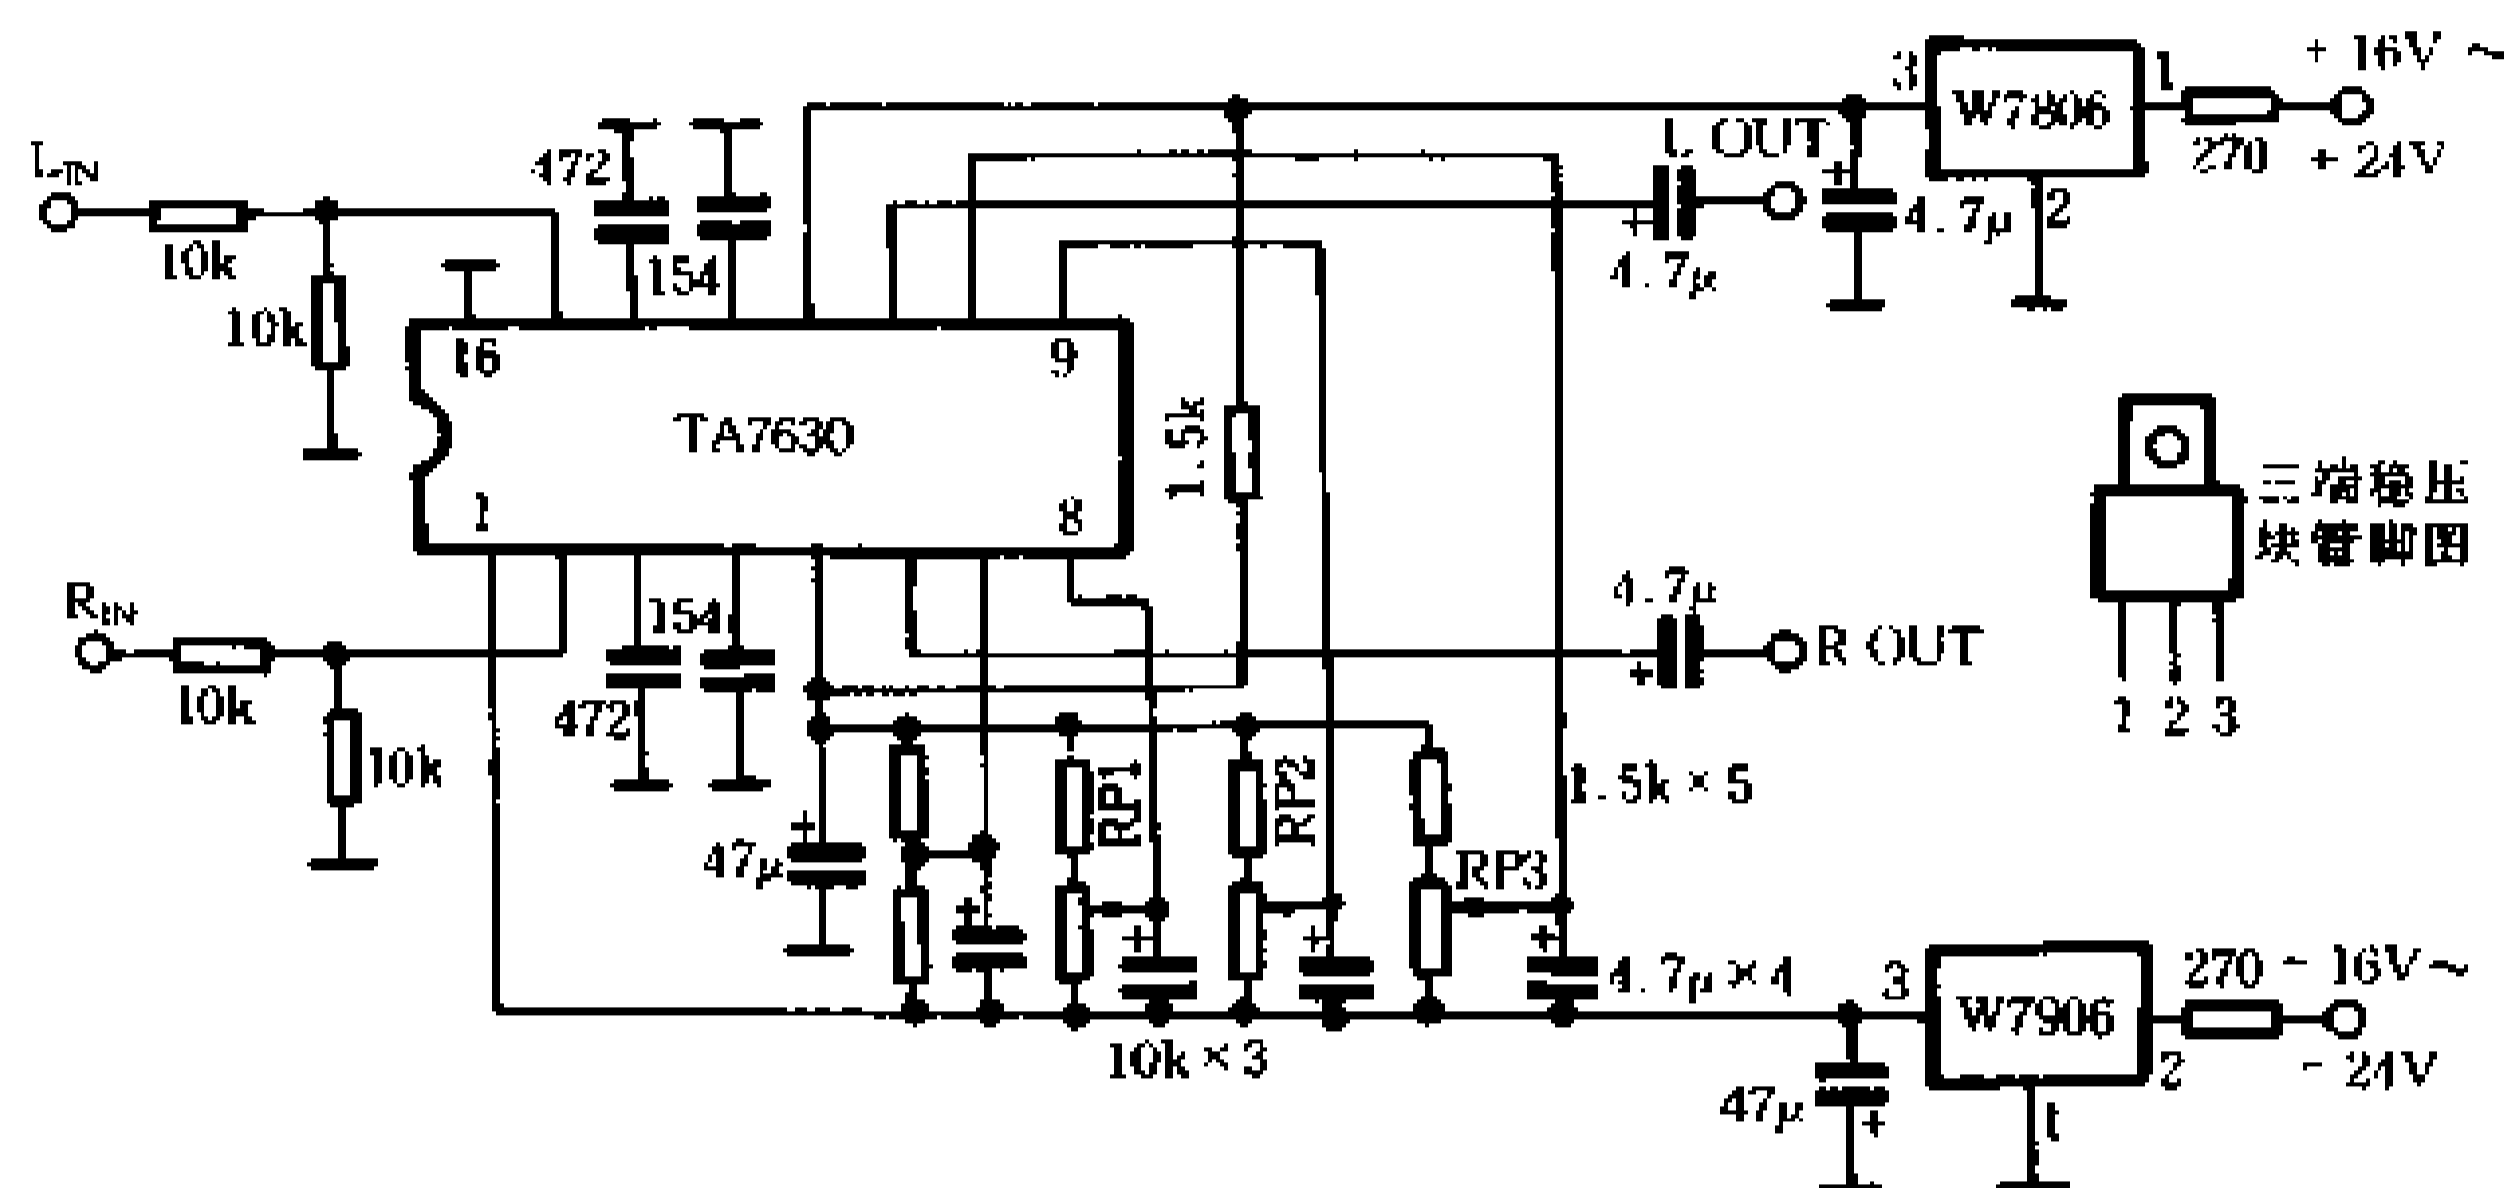 + 16V ~
3
1
W7806
L OUT
270
+ 24V
472
L IN
+
2
4.7μ
+
10k
154
4.7μ
10k
16
9
TA7630
1.5k
三端稳压
块管脚图
1
8
4.7μ
R IN
154
R OUT
+
10k
472
1 2 3
10k
RP1
RP2
1.5k × 5
+
47μ
RP3
+
+
+
+
4.7μ × 4
3
270
- 16V ~
W7906
10k × 3
2
- 24V
47μ
+
1